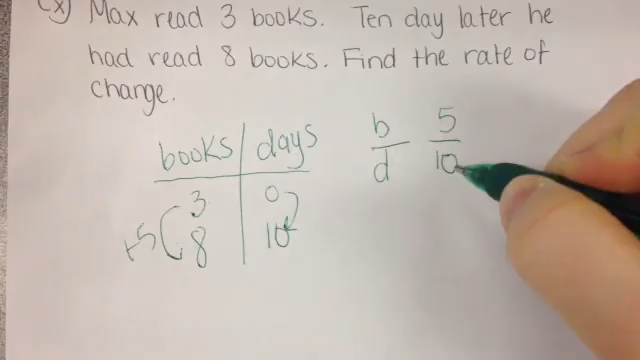 Ex) Max read 3 books. Ten day later he
had read 8 books. Find the rate of
change.
books days
3 0
+5 8 10
b 5
d 10